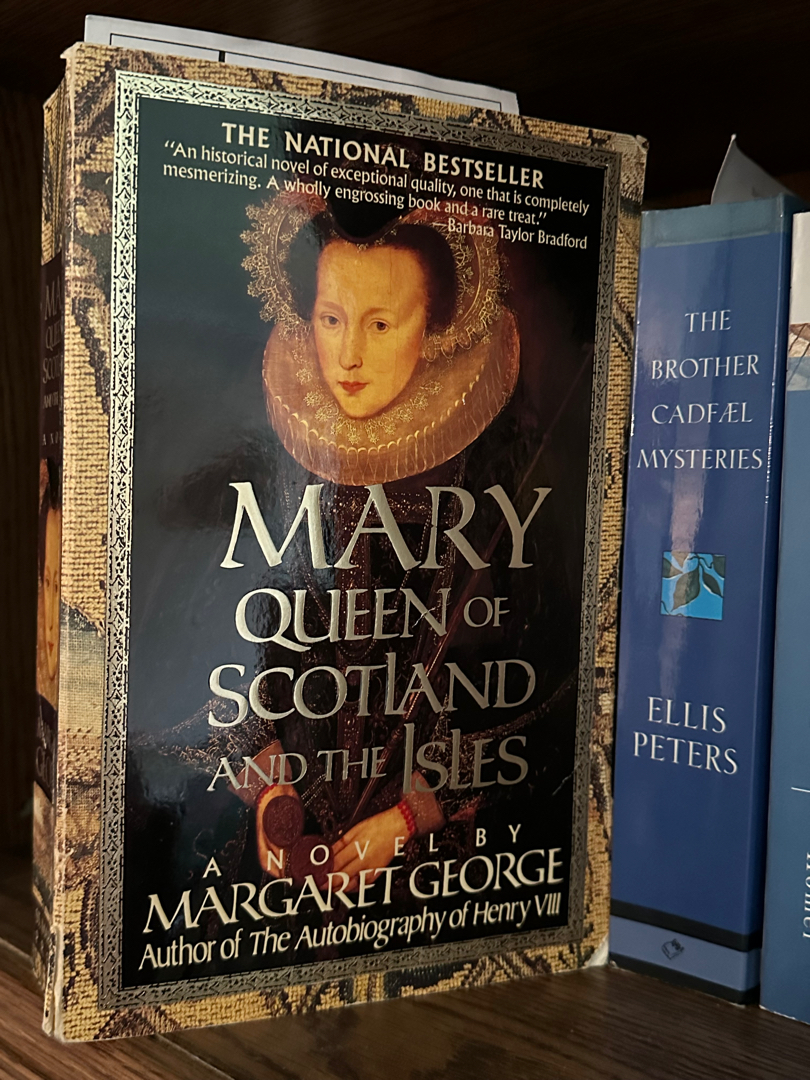 THE NATIONAL BESTSELLER
"An historical novel of exceptional quality, one that is completely
mesmerizing. A wholly engrossing book and a rare treat."
—Barbara Taylor Bradford
MARY
QUEEN OF
SCOTLAND
AND THE ISLES
A NOVEL BY
MARGARET GEORGE
Author of The Autobiography of Henry VIII
THE
BROTHER
CADFÆL
MYSTERIES
ELLIS
PETERS